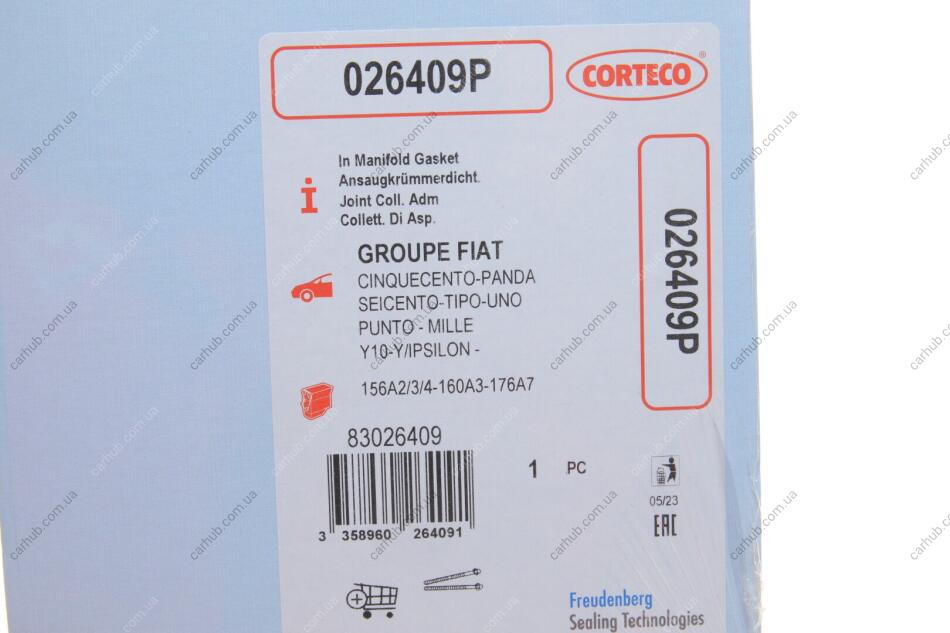 026409P
CORTECO®
In Manifold Gasket
Ansaugkrümmerdicht.
Joint Coll. Adm
Collett. Di Asp.
026409P
GROUPE FIAT
CINQUECENTO-PANDA
SEICENTO-TIPO-UNO
PUNTO - MILLE
Y10-Y/IPSILON -
156A2/3/4-160A3-176A7
83026409
1 PC
05/23
EAC
3 358960 264091
Freudenberg
Sealing Technologies
carhub.com.ua